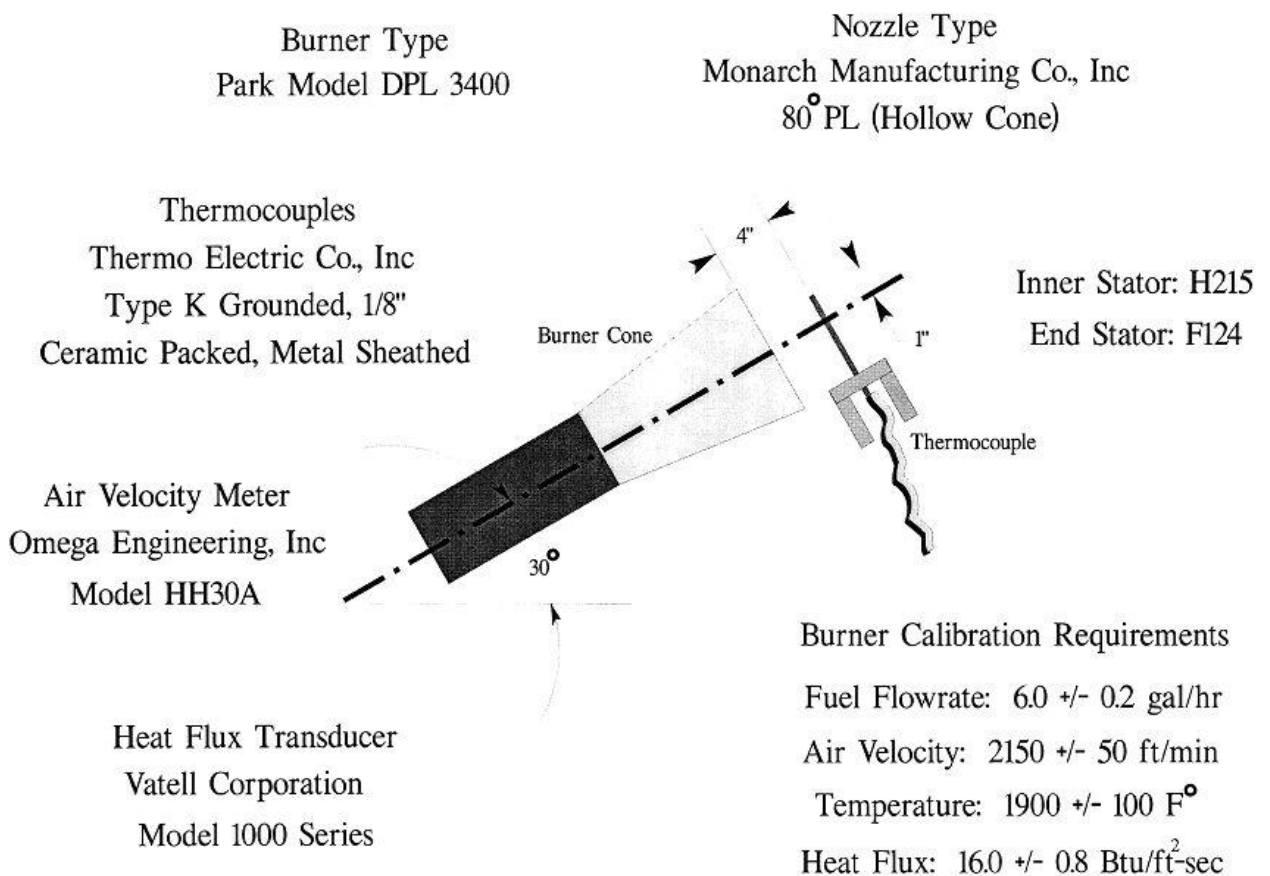 Burner Type
Park Model DPL 3400
Nozzle Type
Monarch Manufacturing Co., Inc
80° PL (Hollow Cone)
Thermocouples
Thermo Electric Co., Inc
Type K Grounded, 1/8"
Ceramic Packed, Metal Sheathed
4"
Burner Cone
1"
Inner Stator: H215
End Stator: F124
Thermocouple
Air Velocity Meter
Omega Engineering, Inc
Model HH30A
30°
Heat Flux Transducer
Vatell Corporation
Model 1000 Series
Burner Calibration Requirements
Fuel Flowrate: 6.0 +/- 0.2 gal/hr
Air Velocity: 2150 +/- 50 ft/min
Temperature: 1900 +/- 100 F°
Heat Flux: 16.0 +/- 0.8 Btu/ft²-sec